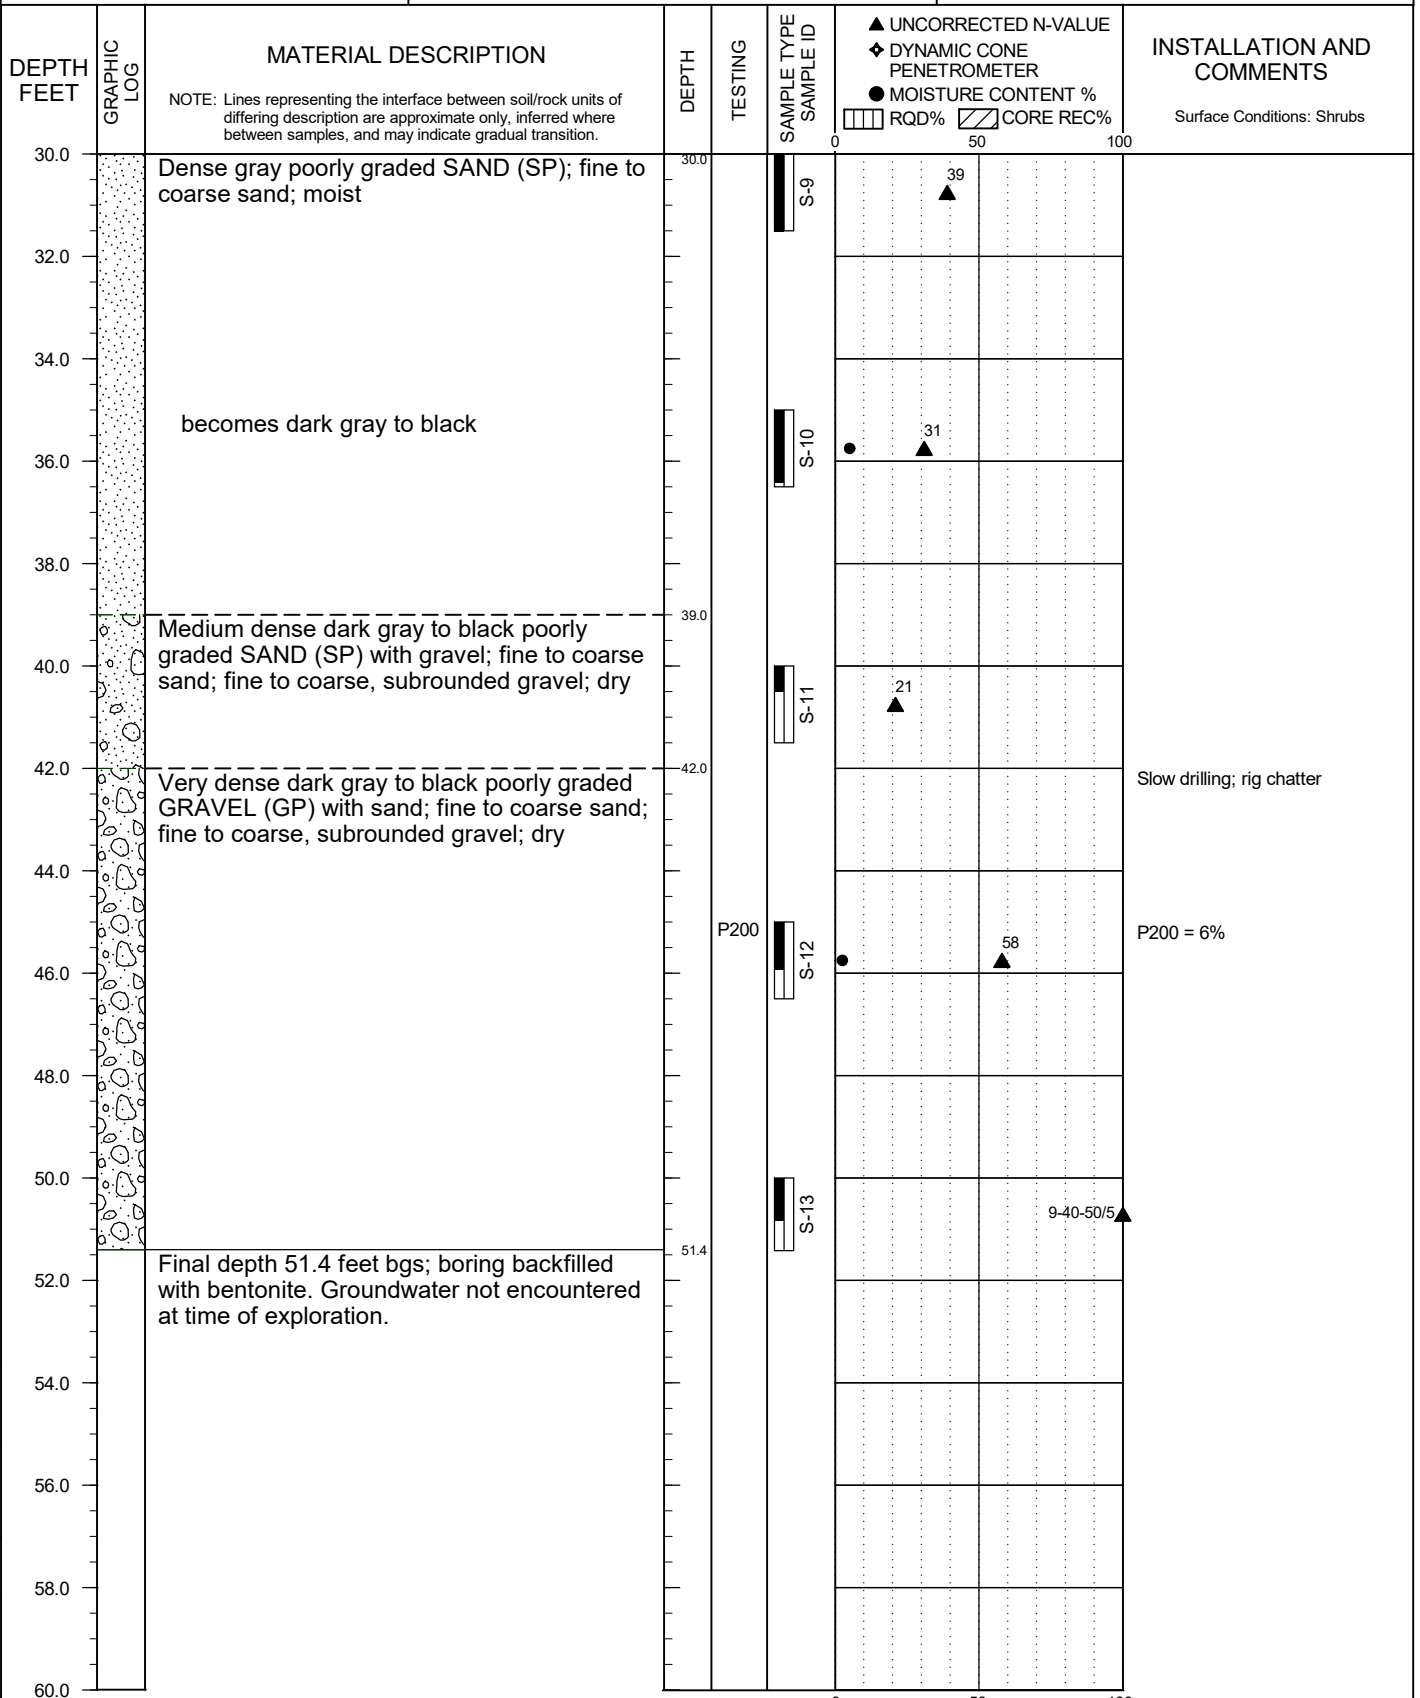 DEPTH
FEET
GRAPHIC
LOG
MATERIAL DESCRIPTION
NOTE: Lines representing the interface between soil/rock units of
differing description are approximate only, inferred where
between samples, and may indicate gradual transition.
DEPTH
TESTING
SAMPLE TYPE
SAMPLE ID
UNCORRECTED N-VALUE
DYNAMIC CONE
PENETROMETER
MOISTURE CONTENT %
RQD% CORE REC%
0 50 100
INSTALLATION AND
COMMENTS
Surface Conditions: Shrubs
30.0
Dense gray poorly graded SAND (SP); fine to
coarse sand; moist
30.0
S-9
39
32.0
34.0
becomes dark gray to black
S-10
31
36.0
38.0
39.0
Medium dense dark gray to black poorly
graded SAND (SP) with gravel; fine to coarse
sand; fine to coarse, subrounded gravel; dry
40.0
S-11
21
42.0
42.0
Very dense dark gray to black poorly graded
GRAVEL (GP) with sand; fine to coarse sand;
fine to coarse, subrounded gravel; dry
Slow drilling; rig chatter
44.0
P200
S-12
58
P200 = 6%
46.0
48.0
50.0
S-13
9-40-50/5
51.4
Final depth 51.4 feet bgs; boring backfilled
with bentonite. Groundwater not encountered
at time of exploration.
52.0
54.0
56.0
58.0
60.0